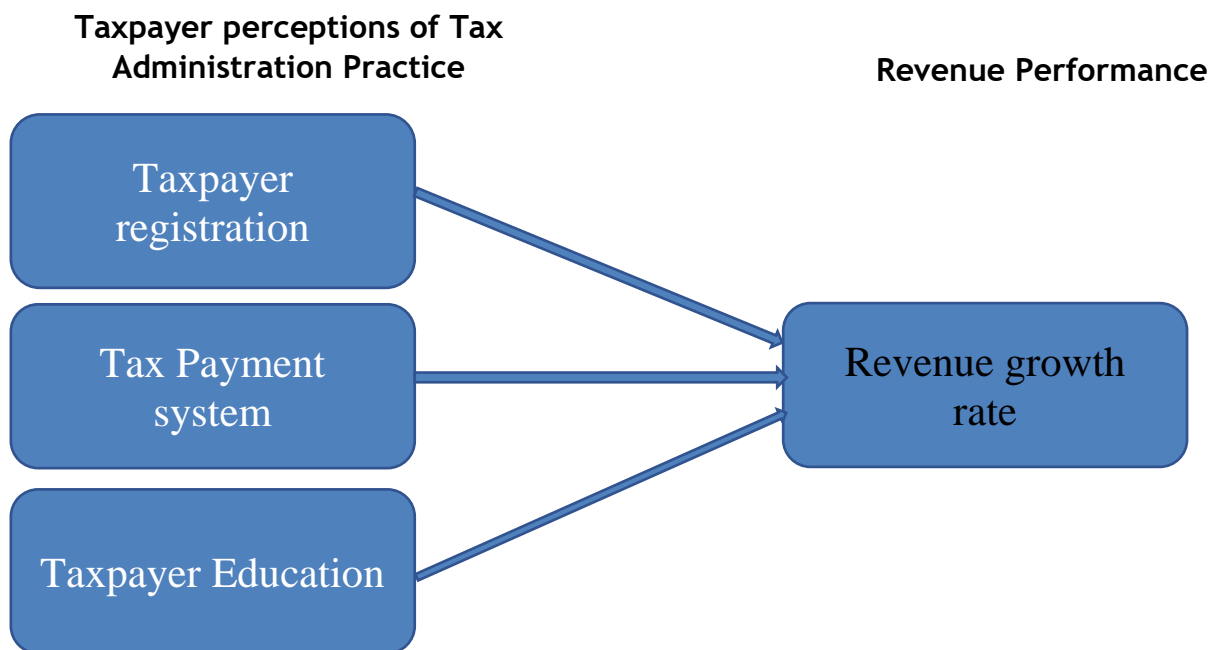 Taxpayer perceptions of Tax
Administration Practice
Revenue Performance
Taxpayer
registration
Tax Payment
system
Taxpayer Education
Revenue growth
rate